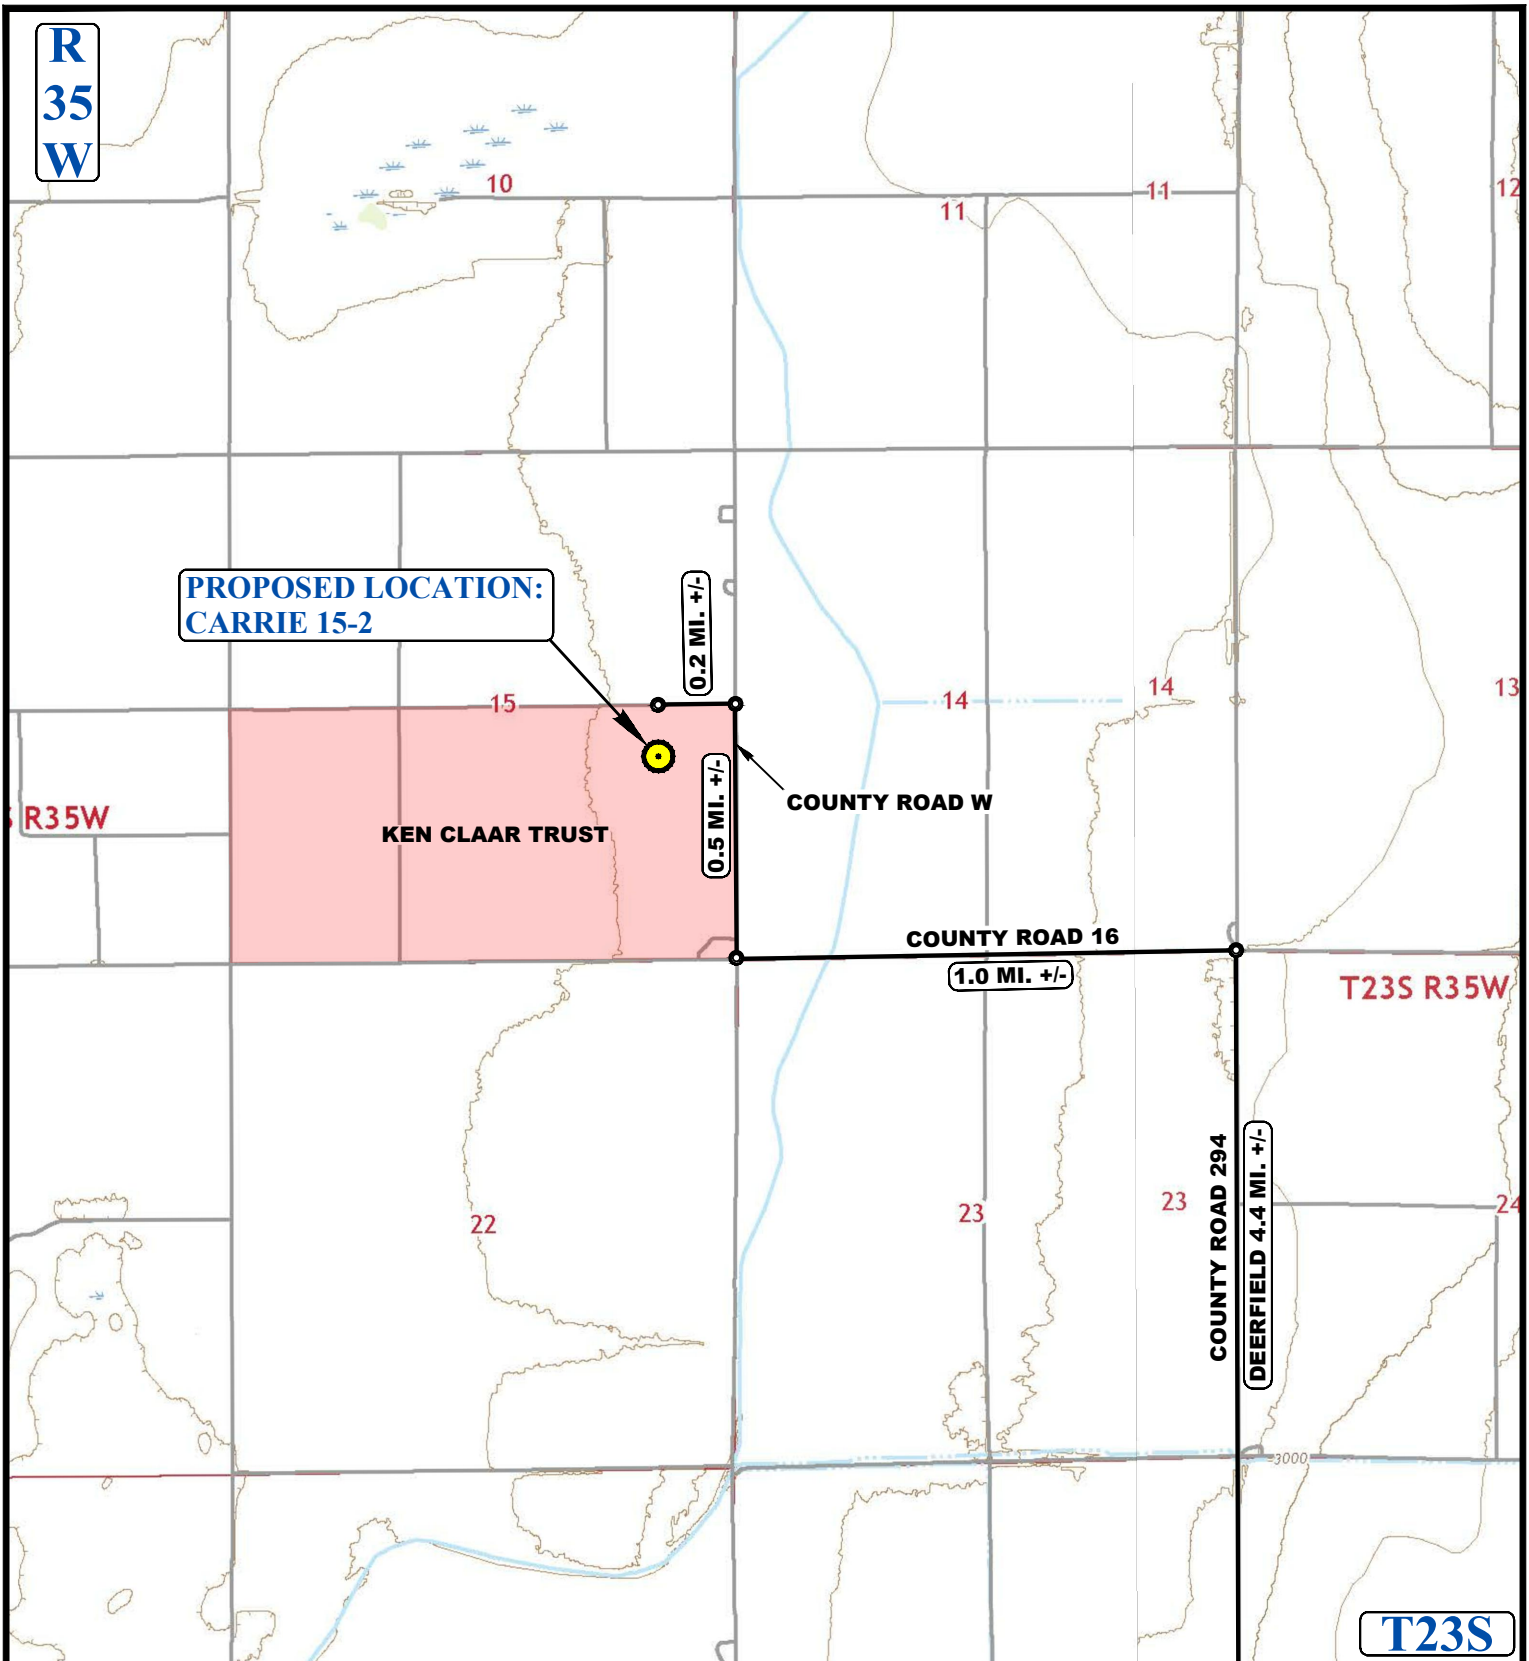 R
35
W
10
11
11
12
PROPOSED LOCATION:
CARRIE 15-2
0.2 MI. +/-
15
14
14
13
0.5 MI. +/-
COUNTY ROAD W
R35W
KEN CLAAR TRUST
COUNTY ROAD 16
1.0 MI. +/-
T23S R35W
COUNTY ROAD 294
DEERFIELD 4.4 MI. +/-
22
23
23
24
3000
T23S